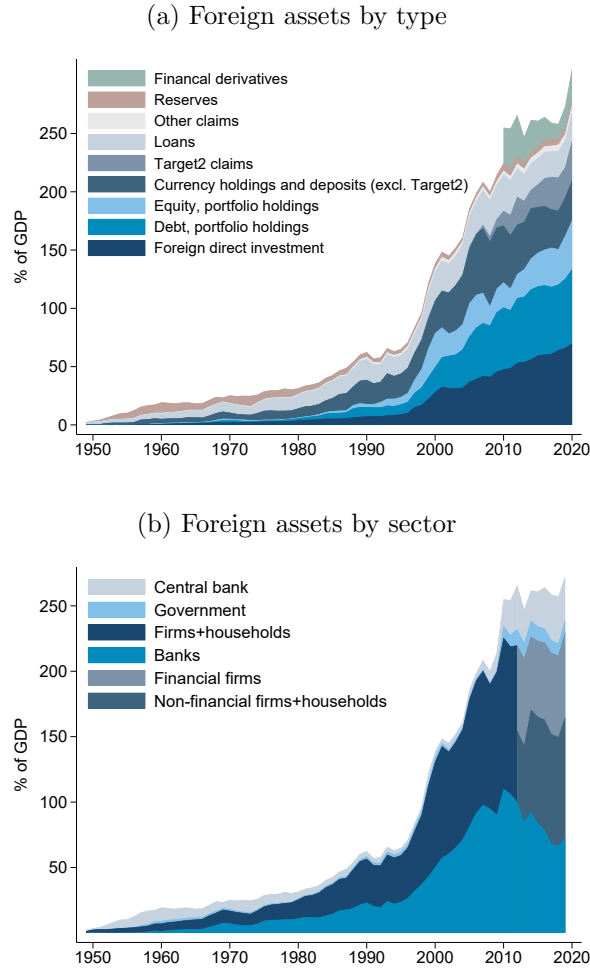 (a) Foreign assets by type
Financal derivatives
Reserves
Other claims
Loans
Target2 claims
Currency holdings and deposits (excl. Target2)
Equity, portfolio holdings
Debt, portfolio holdings
Foreign direct investment
% of GDP
250
200
150
100
50
0
1950 1960 1970 1980 1990 2000 2010 2020
(b) Foreign assets by sector
Central bank
Government
Firms+households
Banks
Financial firms
Non-financial firms+households
% of GDP
250
200
150
100
50
1950 1960 1970 1980 1990 2000 2010 2020